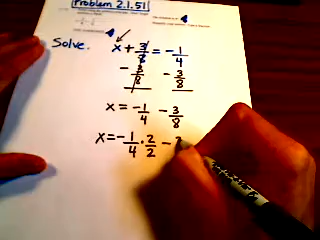 Problem 2.1.51
Solve. x + 3/8 = -1/4
- 3/8 - 3/8
x = -1/4 - 3/8
x = -1/4 · 2/2 -